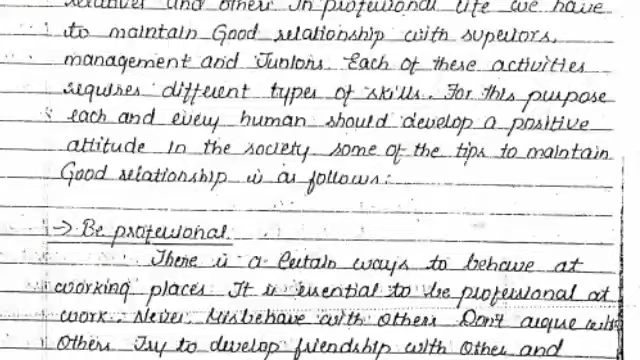 relatives and others In professional life we have
to maintain Good relationship with superiors,
management and Juniors. Each of these activities
requires different types of skills. For this purpose
each and every human should develop a positive
attitude in the society some of the tips to maintain
Good relationship is as follows:
→ Be professional
There is a certain ways to behave at
working places. It is essential to be professional at
work. Never Misbehave with others. Don't argue with
others. Try to develop friendship with other and